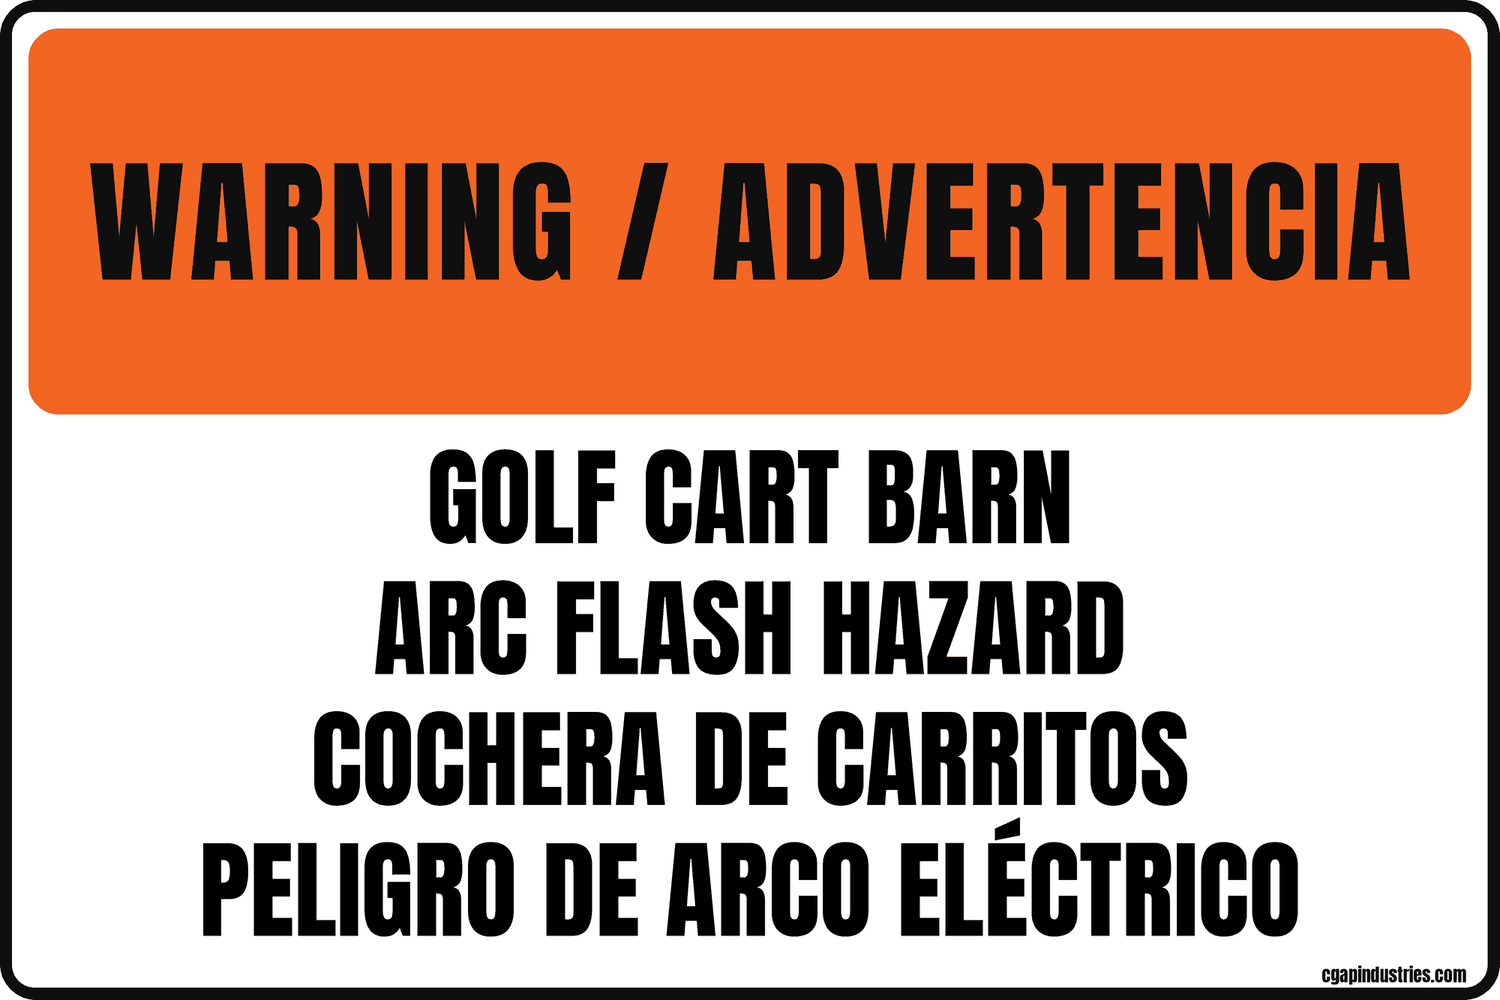 WARNING / ADVERTENCIA
GOLF CART BARN
ARC FLASH HAZARD
COCHERA DE CARRITOS
PELIGRO DE ARCO ELÉCTRICO
cgapindustries.com